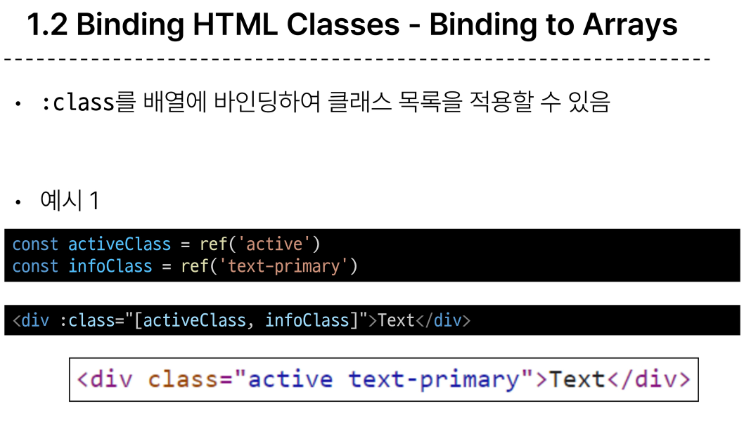 1.2 Binding HTML Classes - Binding to Arrays
• :class를 배열에 바인딩하여 클래스 목록을 적용할 수 있음
• 예시 1
const activeClass = ref('active')
const infoClass = ref('text-primary')
<div :class="[activeClass, infoClass]">Text</div>
<div class="active text-primary">Text</div>